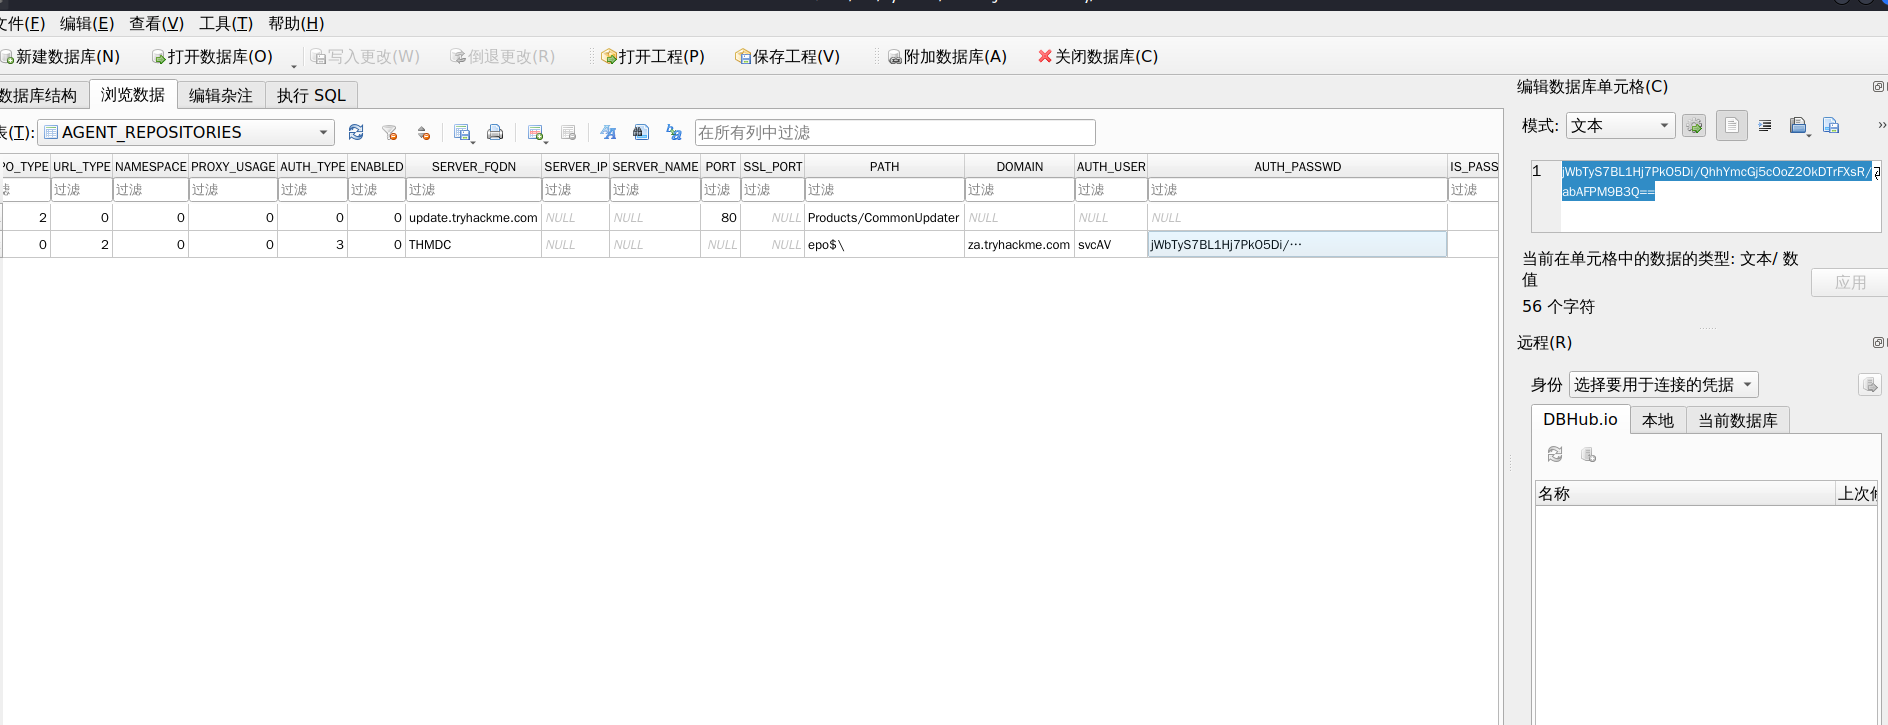 文件(F) 编辑(E) 查看(V) 工具(T) 帮助(H)
新建数据库(N) 打开数据库(O) 写入更改(W) 倒退更改(R) 打开工程(P) 保存工程(V) 附加数据库(A) 关闭数据库(C)
数据库结构 浏览数据 编辑杂注 执行 SQL
表(T): AGENT_REPOSITORIES 在所有列中过滤
PO_TYPE URL_TYPE NAMESPACE PROXY_USAGE AUTH_TYPE ENABLED SERVER_FQDN SERVER_IP SERVER_NAME PORT SSL_PORT PATH DOMAIN AUTH_USER AUTH_PASSWD IS_PASS
滤 过滤 过滤 过滤 过滤 过滤 过滤 过滤 过滤 过滤 过滤 过滤 过滤 过滤 过滤 过滤
2 0 0 0 0 0 update.tryhackme.com NULL NULL 80 NULL Products/CommonUpdater NULL NULL NULL
0 2 0 0 3 0 THMDC NULL NULL NULL NULL epo$\ za.tryhackme.com svcAV jWbTyS7BL1Hj7PkO5Di/…
编辑数据库单元格(C)
模式: 文本
1 jWbTyS7BL1Hj7PkO5Di/QhhYmcGj5cOoZ2OkDTrFXsR/
abAFPM9B3Q==
当前在单元格中的数据的类型: 文本/ 数
值
应用
56 个字符
远程(R)
身份 选择要用于连接的凭据
DBHub.io 本地 当前数据库
名称 上次